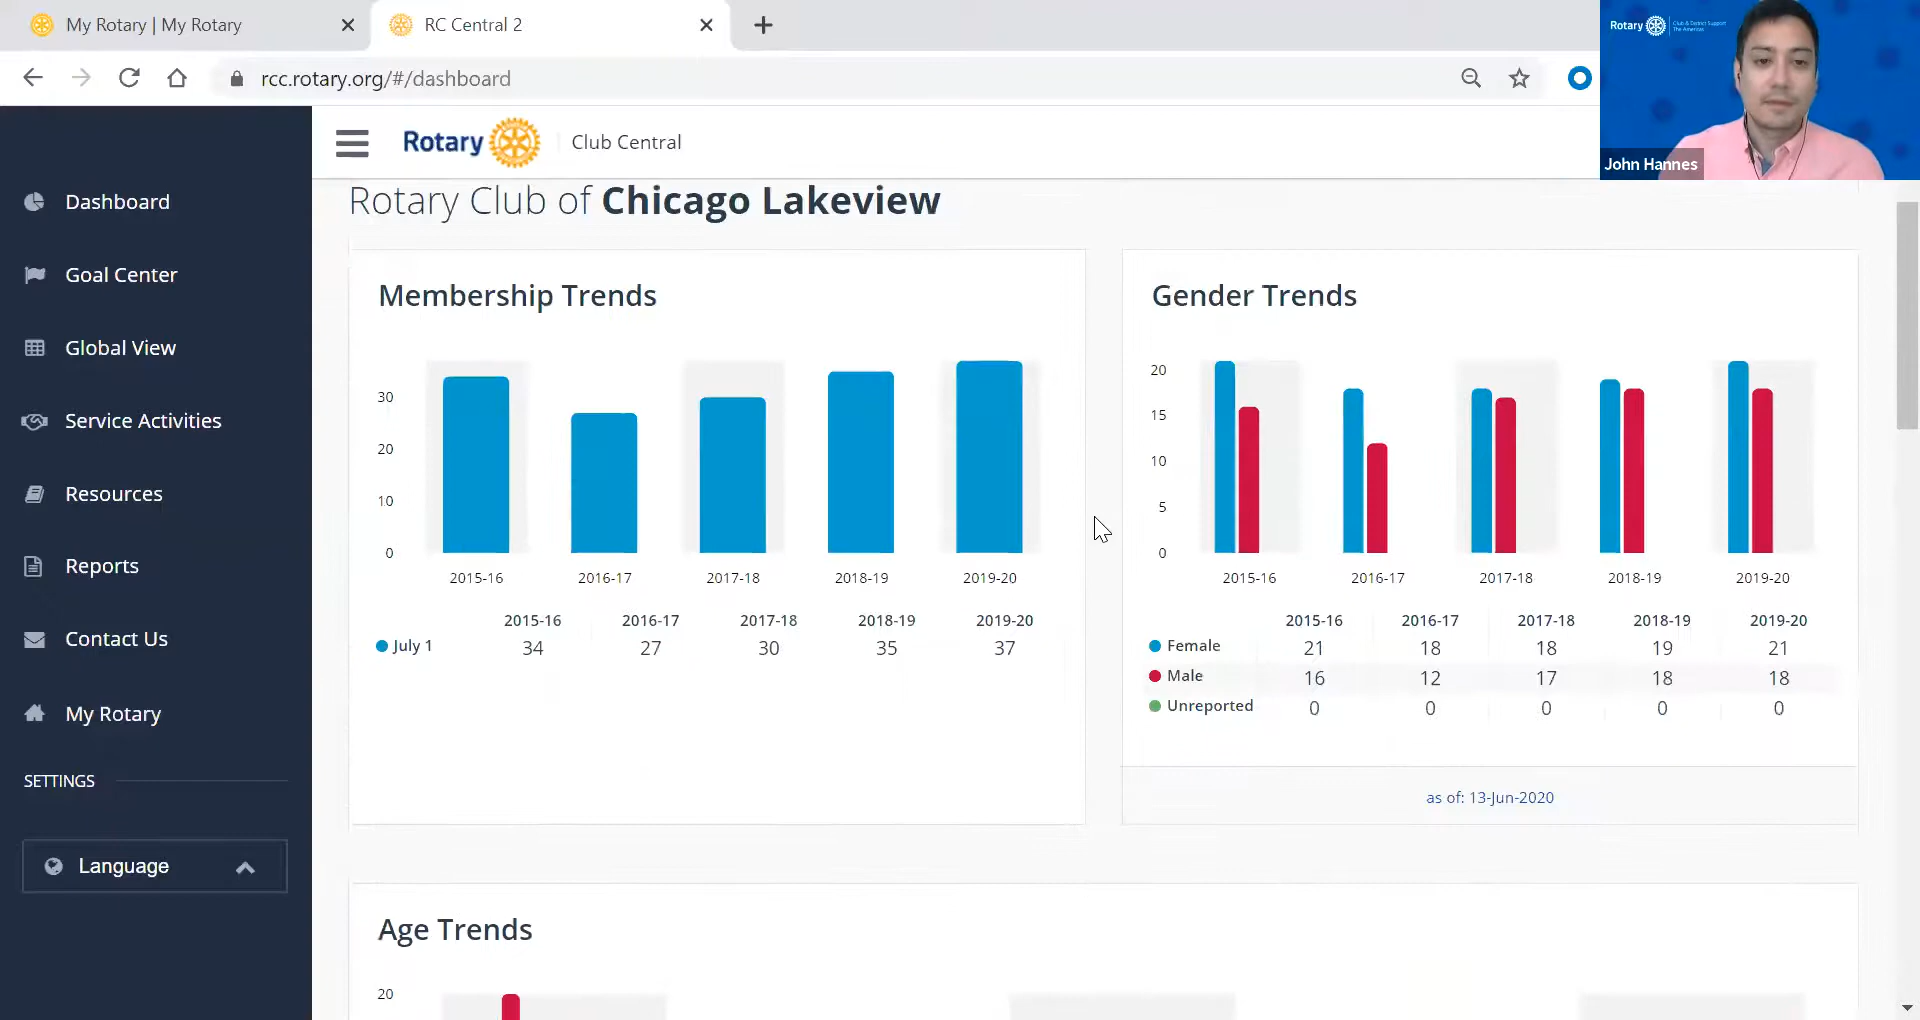 My Rotary | My Rotary
RC Central 2
rcc.rotary.org/#/dashboard
Rotary
Club & District Support
The Americas
John Hannes
Dashboard
Goal Center
Global View
Service Activities
Resources
Reports
Contact Us
My Rotary
SETTINGS
Language
Rotary
Club Central
Rotary Club of Chicago Lakeview
Membership Trends
30
20
10
0
2015-16 2016-17 2017-18 2018-19 2019-20
2015-16 2016-17 2017-18 2018-19 2019-20
July 1 34 27 30 35 37
Gender Trends
20
15
10
5
0
2015-16 2016-17 2017-18 2018-19 2019-20
2015-16 2016-17 2017-18 2018-19 2019-20
Female 21 18 18 19 21
Male 16 12 17 18 18
Unreported 0 0 0 0 0
as of: 13-Jun-2020
Age Trends
20